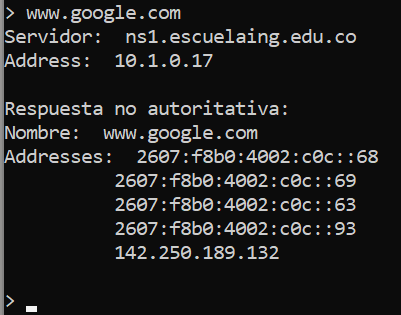 > www.google.com
Servidor:  ns1.escuelaing.edu.co
Address:  10.1.0.17

Respuesta no autoritativa:
Nombre:  www.google.com
Addresses:  2607:f8b0:4002:c0c::68
          2607:f8b0:4002:c0c::69
          2607:f8b0:4002:c0c::63
          2607:f8b0:4002:c0c::93
          142.250.189.132

>